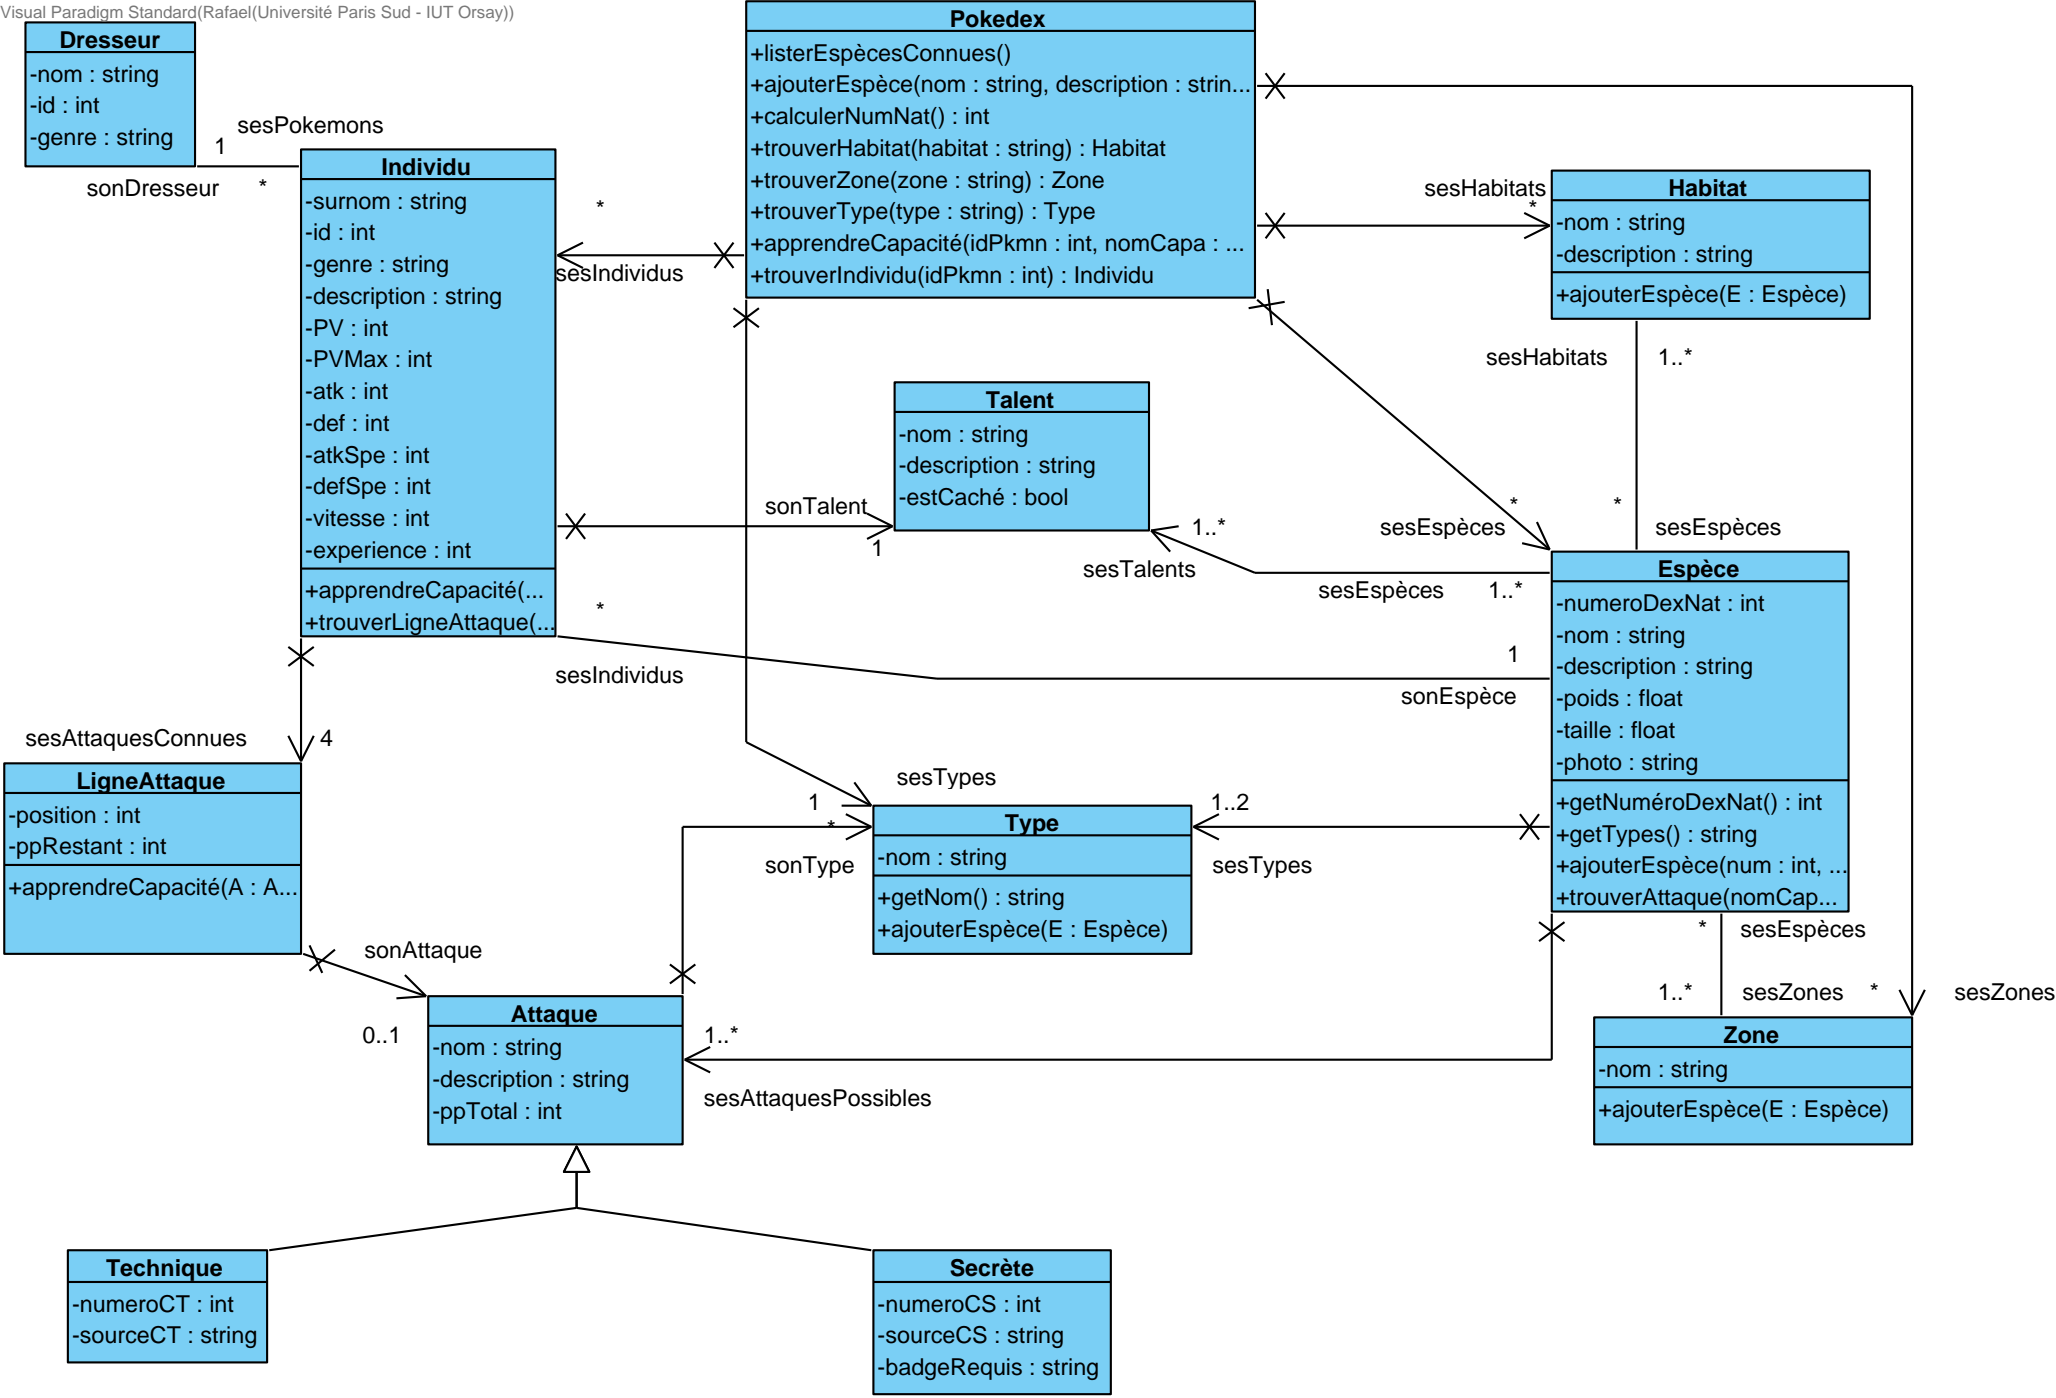 Visual Paradigm Standard(Rafael(Université Paris Sud - IUT Orsay))
Dresseur
-nom : string
-id : int
-genre : string
1
sesPokemons
sonDresseur
*
Individu
-surnom : string
-id : int
-genre : string
-description : string
-PV : int
-PVMax : int
-atk : int
-def : int
-atkSpe : int
-defSpe : int
-vitesse : int
-experience : int
+apprendreCapacité(...
+trouverLigneAttaque(...
*
sesIndividus
Pokedex
+listerEspècesConnues()
+ajouterEspèce(nom : string, description : strin...
+calculerNumNat() : int
+trouverHabitat(habitat : string) : Habitat
+trouverZone(zone : string) : Zone
+trouverType(type : string) : Type
+apprendreCapacité(idPkmn : int, nomCapa : ...
+trouverIndividu(idPkmn : int) : Individu
sesHabitats
*
Habitat
-nom : string
-description : string
+ajouterEspèce(E : Espèce)
sesHabitats
1..*
Talent
-nom : string
-description : string
-estCaché : bool
sonTalent
1
1..*
sesTalents
sesEspèces
1..*
sesEspèces
*
*
sesEspèces
Espèce
-numeroDexNat : int
-nom : string
-description : string
-poids : float
-taille : float
-photo : string
+getNuméroDexNat() : int
+getTypes() : string
+ajouterEspèce(num : int, ...
+trouverAttaque(nomCap...
*
sesIndividus
1
sonEspèce
sesAttaquesConnues
4
LigneAttaque
-position : int
-ppRestant : int
+apprendreCapacité(A : A...
sesTypes
1
*
sonType
Type
-nom : string
+getNom() : string
+ajouterEspèce(E : Espèce)
1..2
sesTypes
*
sesEspèces
1..*
sesZones
*
sesZones
Zone
-nom : string
+ajouterEspèce(E : Espèce)
sonAttaque
0..1
Attaque
-nom : string
-description : string
-ppTotal : int
1..*
sesAttaquesPossibles
Technique
-numeroCT : int
-sourceCT : string
Secrète
-numeroCS : int
-sourceCS : string
-badgeRequis : string